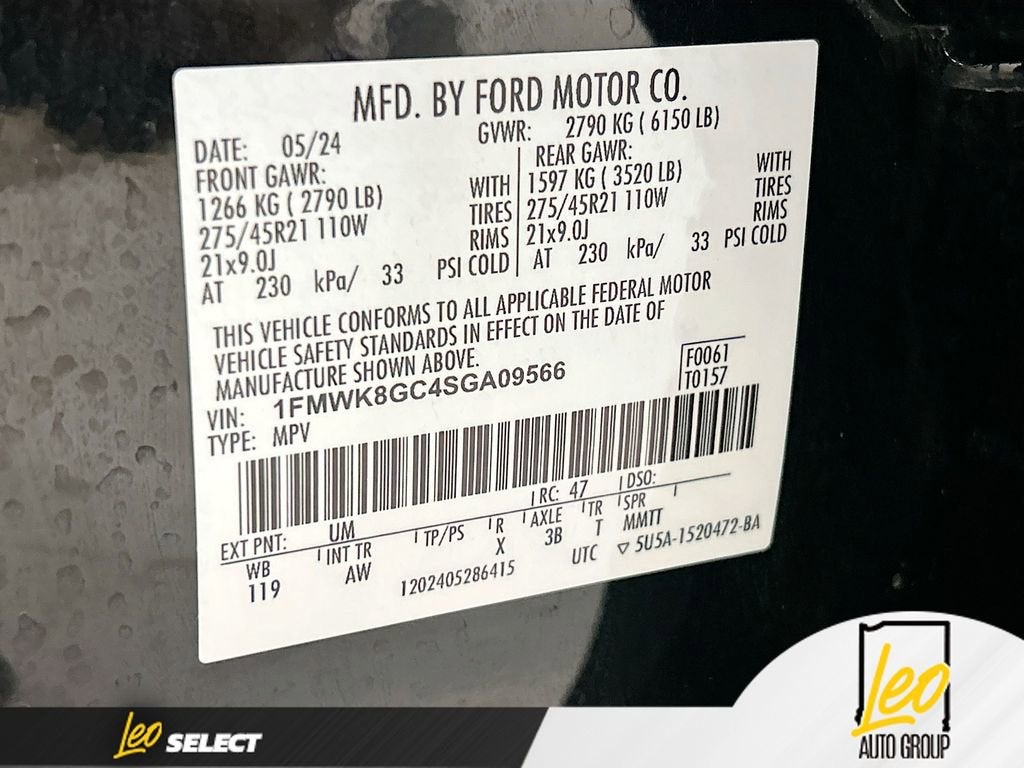 MFD. BY FORD MOTOR CO.
DATE: 05/24
GVWR: 2790 KG ( 6150 LB)
FRONT GAWR:
1266 KG ( 2790 LB) WITH
275/45R21 110W TIRES
21x9.0J RIMS
AT 230 kPa/ 33 PSI COLD
REAR GAWR:
1597 KG ( 3520 LB) WITH
275/45R21 110W TIRES
21x9.0J RIMS
AT 230 kPa/ 33 PSI COLD
THIS VEHICLE CONFORMS TO ALL APPLICABLE FEDERAL MOTOR
VEHICLE SAFETY STANDARDS IN EFFECT ON THE DATE OF
MANUFACTURE SHOWN ABOVE.
VIN: 1FMWK8GC4SGA09566
TYPE: MPV
F0061
T0157
EXT PNT: UM RC: 47 DSO:
WB INT TR TP/PS R AXLE TR SPR
119 AW X 3B T MMTT
1202405286415 UTC ▽ 5U5A-1520472-BA
Leo SELECT
Leo
AUTO GROUP